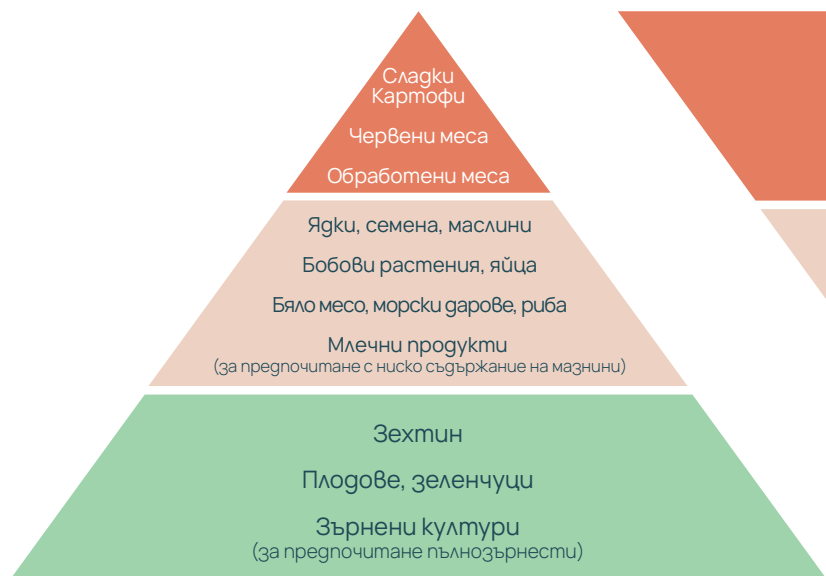 Сладки
Картофи
Червени меса
Обработени меса
Ядки, семена, маслини
Бобови растения, яйца
Бяло месо, морски дарове, риба
Млечни продукти
(за предпочитане с ниско съдържание на мазнини)
Зехтин
Плодове, зеленчуци
Зърнени култури
(за предпочитане пълнозърнести)